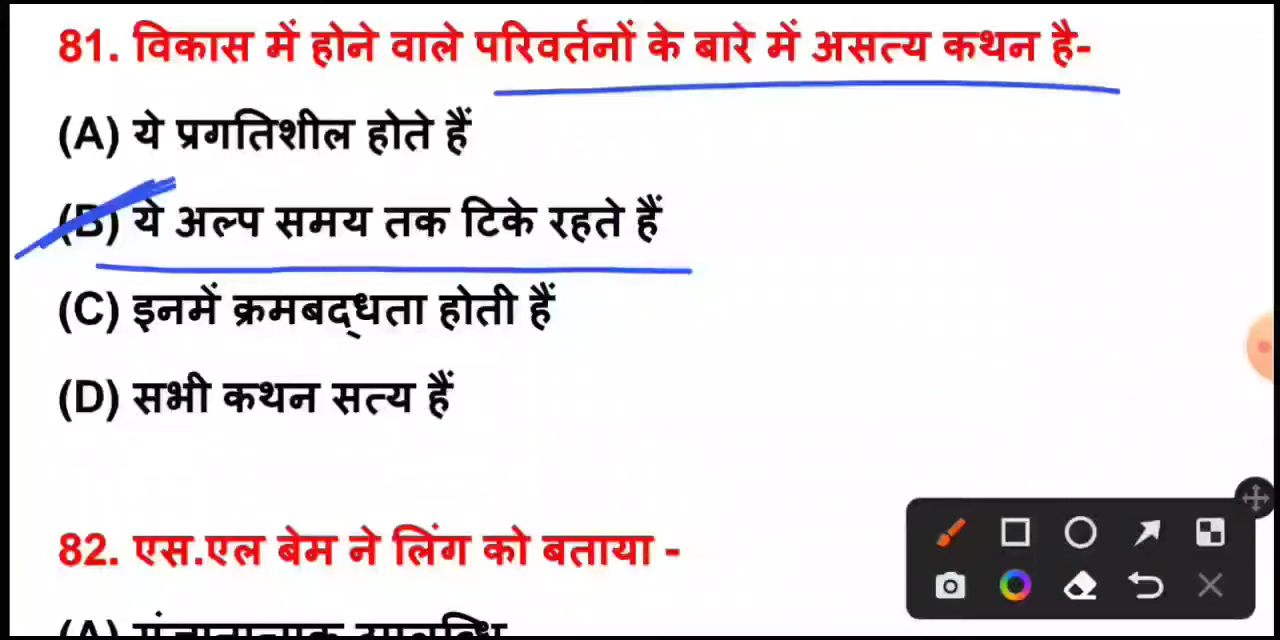 81. विकास में होने वाले परिवर्तनों के बारे में असत्य कथन है-
(A) ये प्रगतिशील होते हैं
(B) ये अल्प समय तक टिके रहते हैं
(C) इनमें क्रमबद्धता होती हैं
(D) सभी कथन सत्य हैं
82. एस.एल बेम ने लिंग को बताया -
(A)